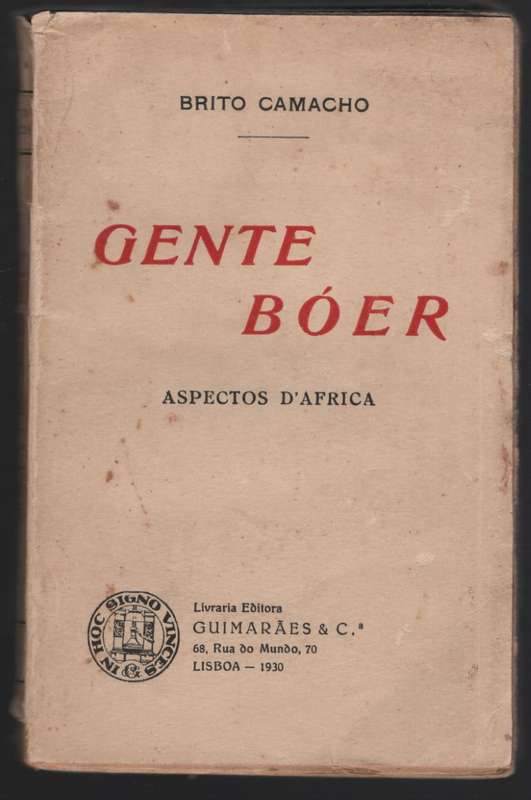 BRITO CAMACHO
GENTE
BÓER
ASPECTOS D'AFRICA
IN HOC SIGNO VINCES
&
Livraria Editora
GUIMARÃES & C.ª
68, Rua do Mundo, 70
LISBOA — 1930